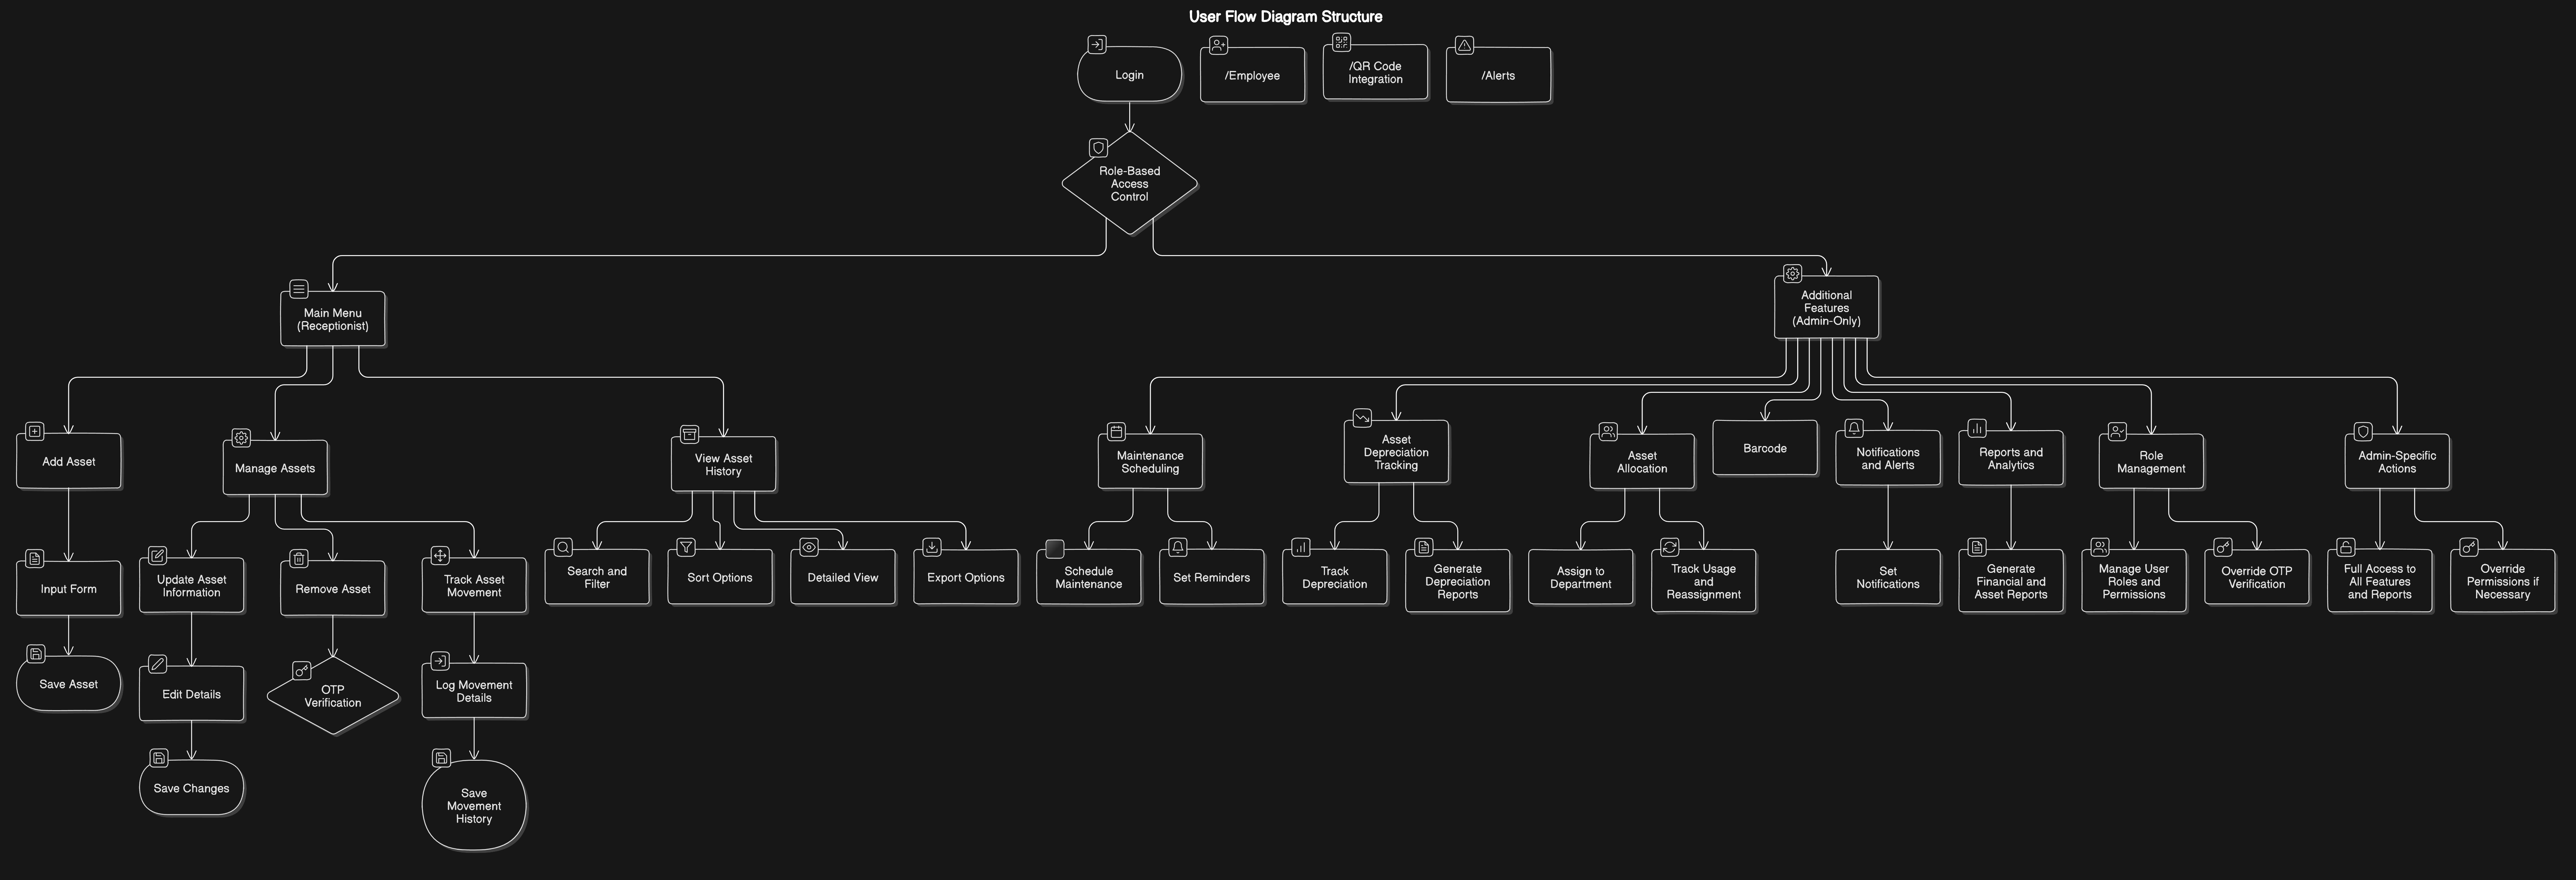 User Flow Diagram Structure
Login
/Employee
/QR Code
Integration
/Alerts
Role-Based
Access
Control
Main Menu
(Receptionist)
Additional
Features
(Admin-Only)
Add Asset
Manage Assets
View Asset
History
Maintenance
Scheduling
Asset
Depreciation
Tracking
Asset
Allocation
Barcode
Notifications
and Alerts
Reports and
Analytics
Role
Management
Admin-Specific
Actions
Input Form
Update Asset
Information
Remove Asset
Track Asset
Movement
Search and
Filter
Sort Options
Detailed View
Export Options
Schedule
Maintenance
Set Reminders
Track
Depreciation
Generate
Depreciation
Reports
Assign to
Department
Track Usage
and
Reassignment
Set
Notifications
Generate
Financial and
Asset Reports
Manage User
Roles and
Permissions
Override OTP
Verification
Full Access to
All Features
and Reports
Override
Permissions if
Necessary
Save Asset
Edit Details
OTP
Verification
Log Movement
Details
Save Changes
Save
Movement
History